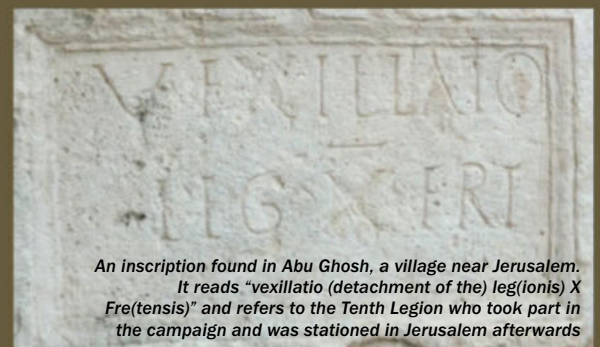 VEXILLATIO
LEG X FRE
An inscription found in Abu Ghosh, a village near Jerusalem.
It reads “vexillatio (detachment of the) leg(ionis) X
Fre(tensis)” and refers to the Tenth Legion who took part in
the campaign and was stationed in Jerusalem afterwards